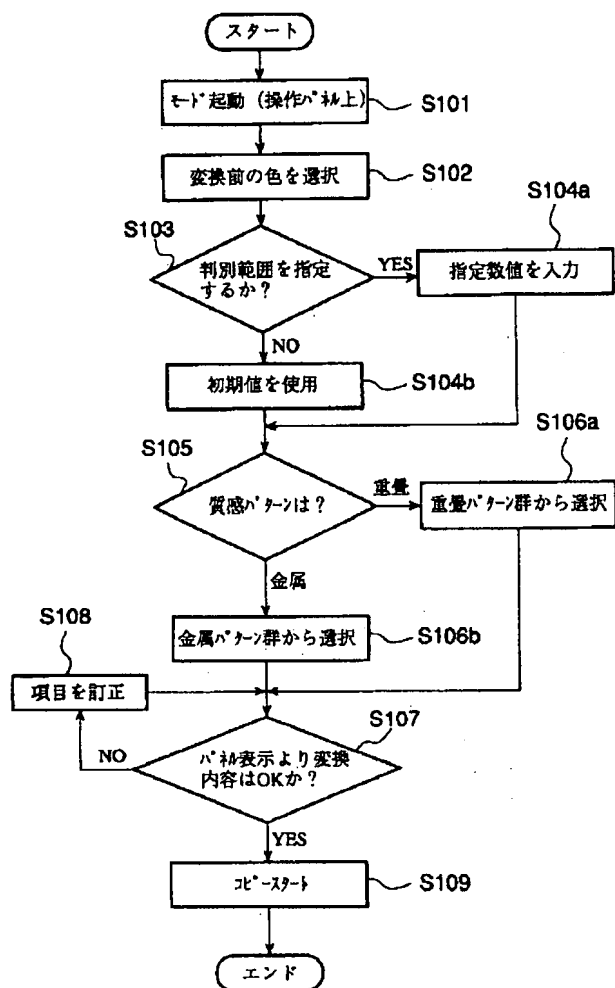 スタート
ﾓｰﾄﾞ起動（操作ﾊﾟﾈﾙ上）
S101
変換前の色を選択
S102
S103
判別範囲を指定
するか？
YES
S104a
指定数値を入力
NO
初期値を使用
S104b
S105
質感ﾊﾟﾀｰﾝは？
重畳
S106a
重畳ﾊﾟﾀｰﾝ群から選択
金属
金属ﾊﾟﾀｰﾝ群から選択
S106b
S108
項目を訂正
S107
ﾊﾟﾈﾙ表示より変換
内容はOKか？
NO
YES
ｺﾋﾟｰｽﾀｰﾄ
S109
エンド